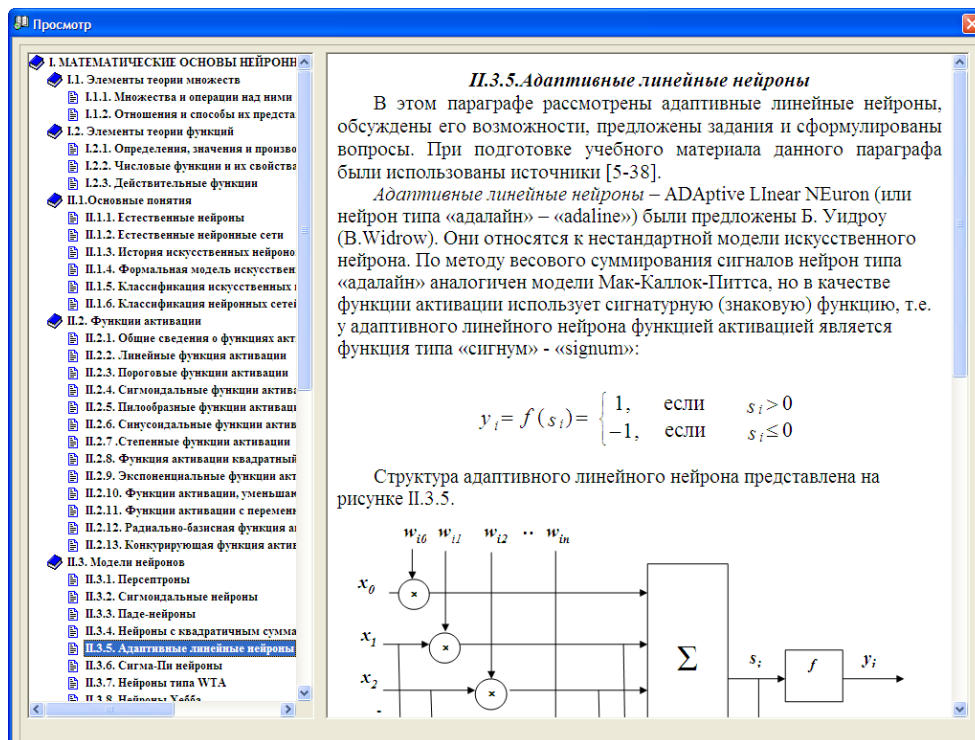 Просмотр
I. МАТЕМАТИЧЕСКИЕ ОСНОВЫ НЕЙРОНН
I.1. Элементы теории множеств
I.1.1. Множества и операции над ними
I.1.2. Отношения и способы их предста
I.2. Элементы теории функций
I.2.1. Определения, значения и произво
I.2.2. Числовые функции и их свойства
I.2.3. Действительные функции
II.1.Основные понятия
II.1.1. Естественные нейроны
II.1.2. Естественные нейронные сети
II.1.3. История искусственных нейроно
II.1.4. Формальная модель искусствен
II.1.5. Классификация искусственных
II.1.6. Классификация нейронных сетей
II.2. Функции активации
II.2.1. Общие сведения о функциях акт
II.2.2. Линейные функция активации
II.2.3. Пороговые функции активации
II.2.4. Сигмоидальные функции актива
II.2.5. Пилообразные функции активаци
II.2.6. Синусоидальные функции актив
II.2.7 .Степенные функции активации
II.2.8. Функция активации квадратный
II.2.9. Экспоненциальные функции акт
II.2.10. Функции активации, уменьшаю
II.2.11. Функции активации с перемен
II.2.12. Радиально-базисная функция а
II.2.13. Конкурирующая функция актив
II.3. Модели нейронов
II.3.1. Персептроны
II.3.2. Сигмоидальные нейроны
II.3.3. Паде-нейроны
II.3.4. Нейроны с квадратичным сумма
II.3.5. Адаптивные линейные нейроны
II.3.6. Сигма-Пи нейроны
II.3.7. Нейроны типа WTA
II.3.8. Нейроны Хебба
II.3.5.Адаптивные линейные нейроны
В этом параграфе рассмотрены адаптивные линейные нейроны,
обсуждены его возможности, предложены задания и сформулированы
вопросы. При подготовке учебного материала данного параграфа
были использованы источники [5-38].
Адаптивные линейные нейроны – ADAptive LInear NEuron (или
нейрон типа «адалайн» – «adaline») были предложены Б. Уидроу
(B.Widrow). Они относятся к нестандартной модели искусственного
нейрона. По методу весового суммирования сигналов нейрон типа
«адалайн» аналогичен модели Мак-Каллок-Питтса, но в качестве
функции активации использует сигнатурную (знаковую) функцию, т.е.
у адаптивного линейного нейрона функцией активацией является
функция типа «сигнум» - «signum»:
y i = f ( s i ) = { 1, если s i > 0
−1, если s i ≤ 0
Структура адаптивного линейного нейрона представлена на
рисунке II.3.5.
w i0 w i1 w i2 ·· w in
x 0 ×
x 1 ×
x 2 ×
Σ s i f y i